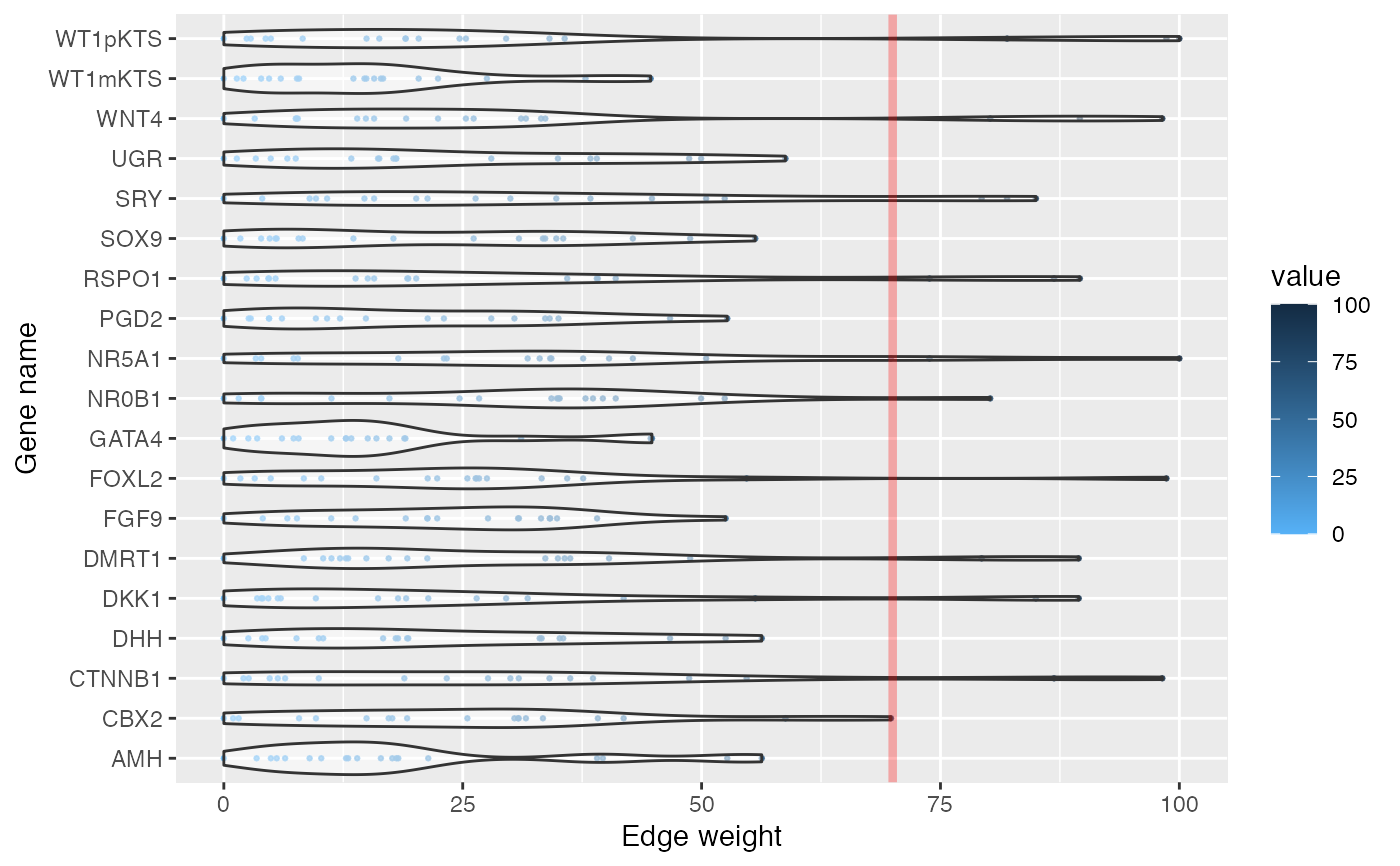 Gene name
WT1pKTS
WT1mKTS
WNT4
UGR
SRY
SOX9
RSPO1
PGD2
NR5A1
NR0B1
GATA4
FOXL2
FGF9
DMRT1
DKK1
DHH
CTNNB1
CBX2
AMH
0 25 50 75 100
Edge weight
value
100
75
50
25
0